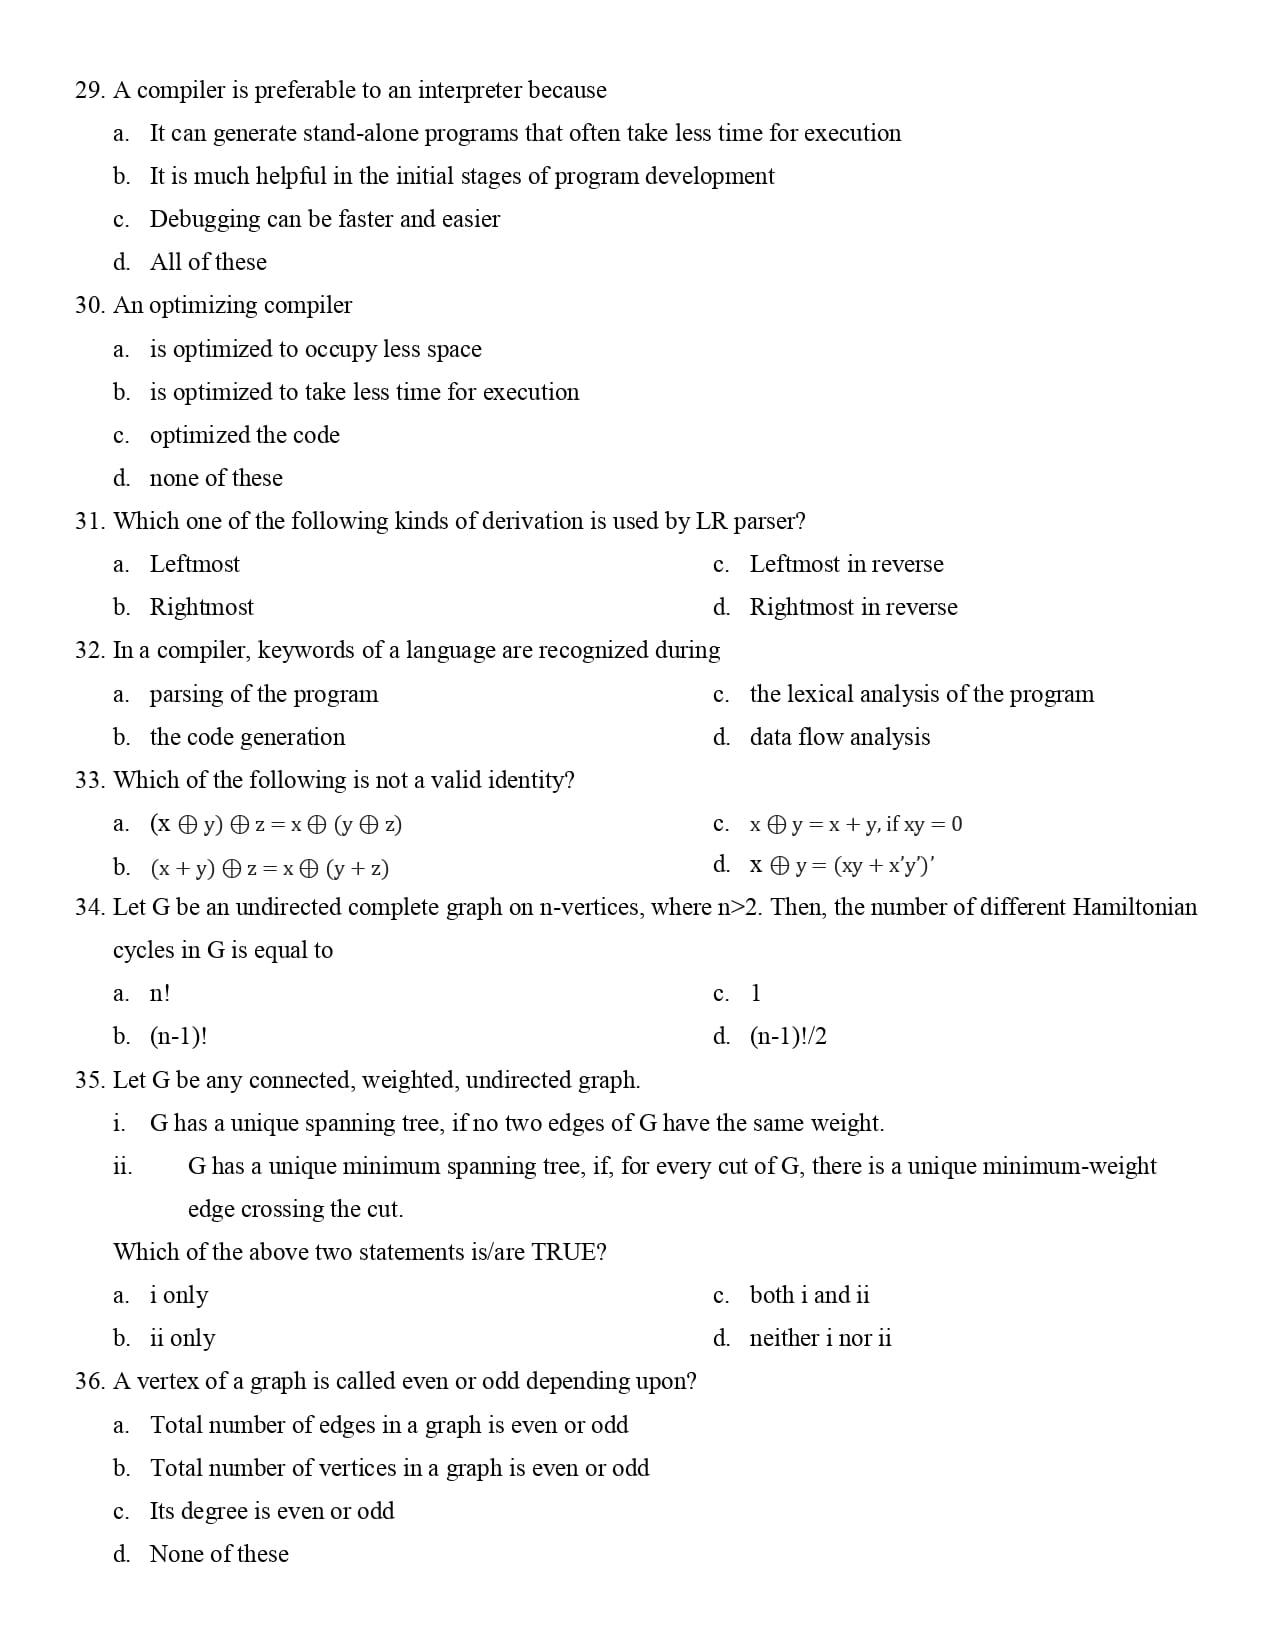 29. A compiler is preferable to an interpreter because
a. It can generate stand-alone programs that often take less time for execution
b. It is much helpful in the initial stages of program development
c. Debugging can be faster and easier
d. All of these
30. An optimizing compiler
a. is optimized to occupy less space
b. is optimized to take less time for execution
c. optimized the code
d. none of these
31. Which one of the following kinds of derivation is used by LR parser?
a. Leftmost
b. Rightmost
c. Leftmost in reverse
d. Rightmost in reverse
32. In a compiler, keywords of a language are recognized during
a. parsing of the program
b. the code generation
c. the lexical analysis of the program
d. data flow analysis
33. Which of the following is not a valid identity?
a. (x ⊕ y) ⊕ z = x ⊕ (y ⊕ z)
b. (x + y) ⊕ z = x ⊕ (y + z)
c. x ⊕ y = x + y, if xy = 0
d. x ⊕ y = (xy + x′y′)′
34. Let G be an undirected complete graph on n-vertices, where n>2. Then, the number of different Hamiltonian
cycles in G is equal to
a. n!
b. (n-1)!
c. 1
d. (n-1)!/2
35. Let G be any connected, weighted, undirected graph.
i. G has a unique spanning tree, if no two edges of G have the same weight.
ii. G has a unique minimum spanning tree, if, for every cut of G, there is a unique minimum-weight
edge crossing the cut.
Which of the above two statements is/are TRUE?
a. i only
b. ii only
c. both i and ii
d. neither i nor ii
36. A vertex of a graph is called even or odd depending upon?
a. Total number of edges in a graph is even or odd
b. Total number of vertices in a graph is even or odd
c. Its degree is even or odd
d. None of these